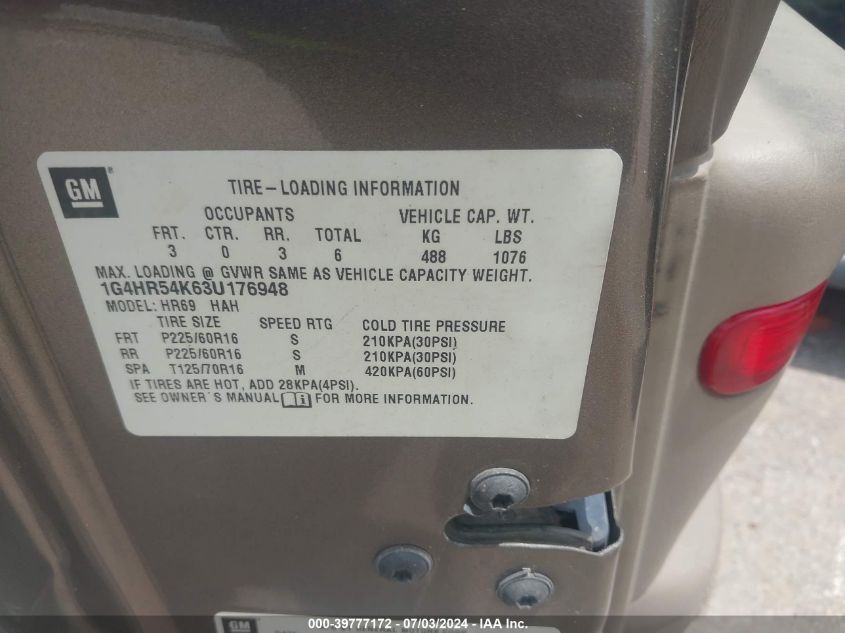 GM
TIRE-LOADING INFORMATION
OCCUPANTS VEHICLE CAP. WT.
FRT. CTR. RR. TOTAL KG LBS
3 0 3 6 488 1076
MAX. LOADING @ GVWR SAME AS VEHICLE CAPACITY WEIGHT.
1G4HR54K63U176948
MODEL: HR69 HAH
TIRE SIZE SPEED RTG COLD TIRE PRESSURE
FRT P225/60R16 S 210KPA(30PSI)
RR P225/60R16 S 210KPA(30PSI)
SPA T125/70R16 M 420KPA(60PSI)
IF TIRES ARE HOT, ADD 28KPA(4PSI).
SEE OWNER'S MANUAL i FOR MORE INFORMATION.
GM
GENERAL MOTORS
000-39777172 - 07/03/2024 - IAA Inc.